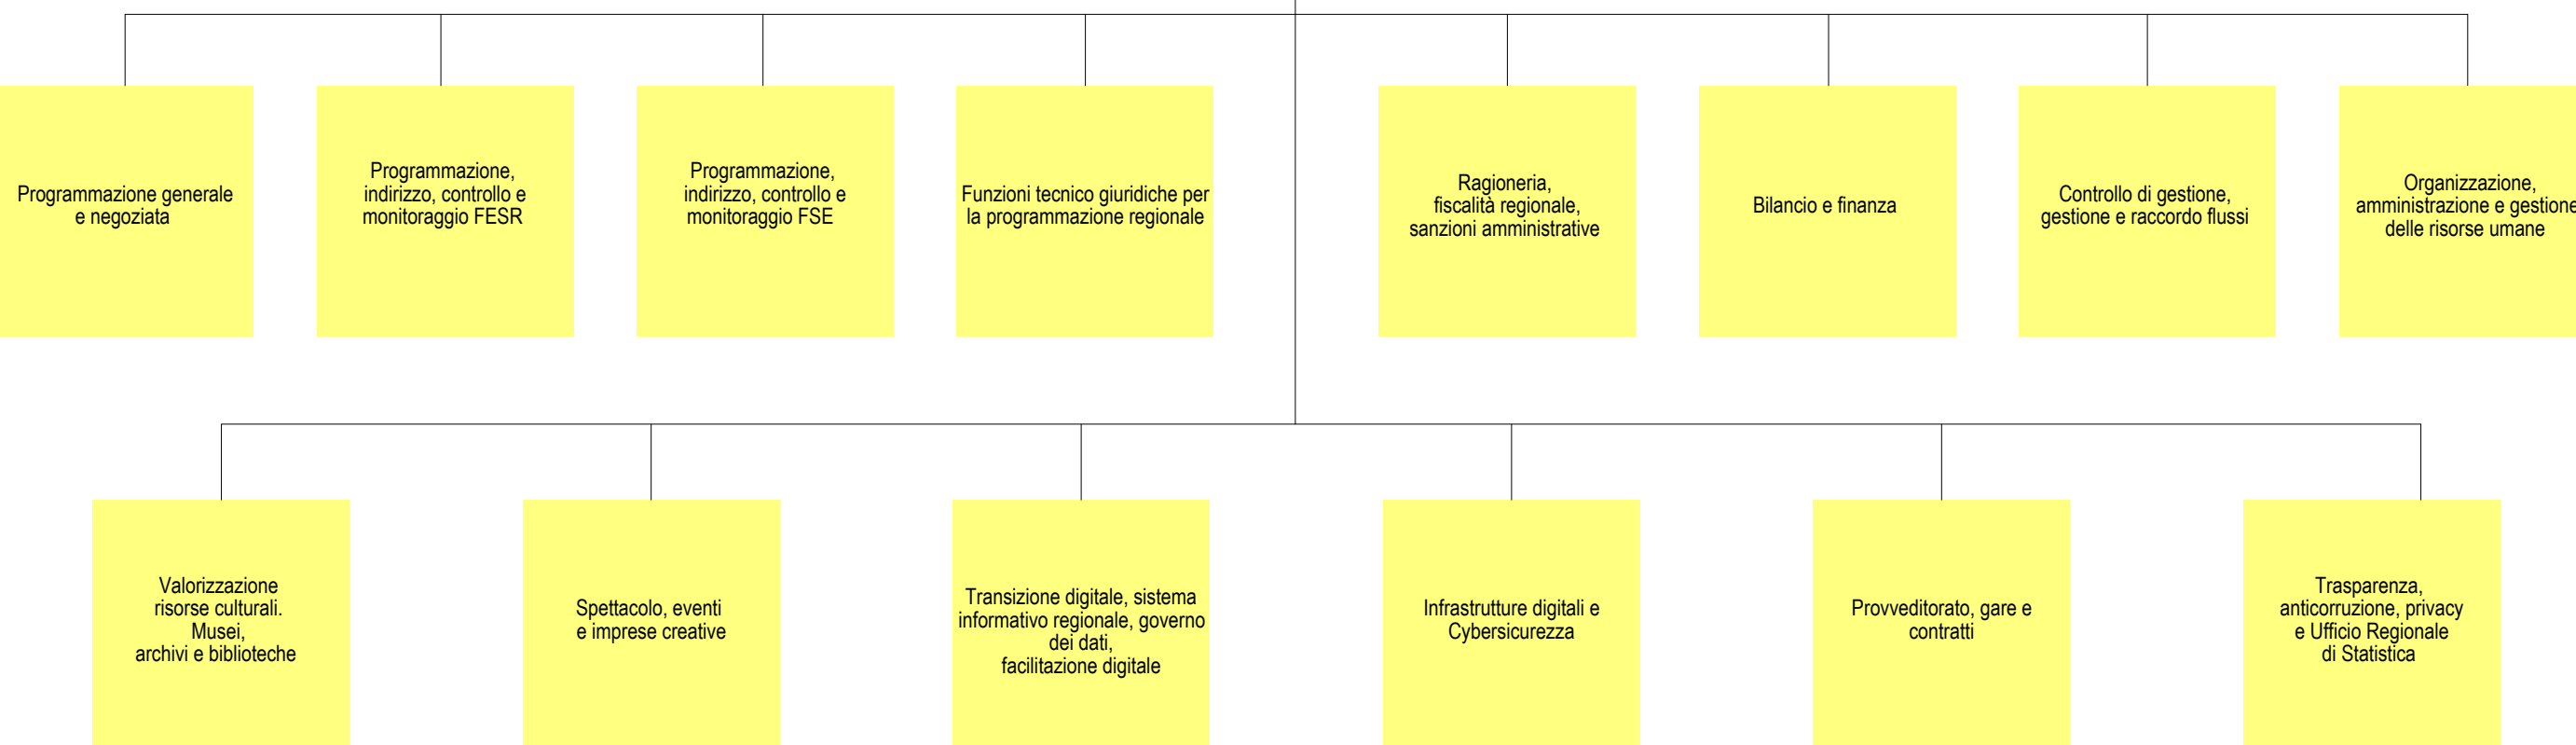 Programmazione generale
e negoziata
Programmazione,
indirizzo, controllo e
monitoraggio FESR
Programmazione,
indirizzo, controllo e
monitoraggio FSE
Funzioni tecnico giuridiche per
la programmazione regionale
Ragioneria,
fiscalità regionale,
sanzioni amministrative
Bilancio e finanza
Controllo di gestione,
gestione e raccordo flussi
Organizzazione,
amministrazione e gestione
delle risorse umane
Valorizzazione
risorse culturali.
Musei,
archivi e biblioteche
Spettacolo, eventi
e imprese creative
Transizione digitale, sistema
informativo regionale, governo
dei dati,
facilitazione digitale
Infrastrutture digitali e
Cybersicurezza
Provveditorato, gare e
contratti
Trasparenza,
anticorruzione, privacy
e Ufficio Regionale
di Statistica